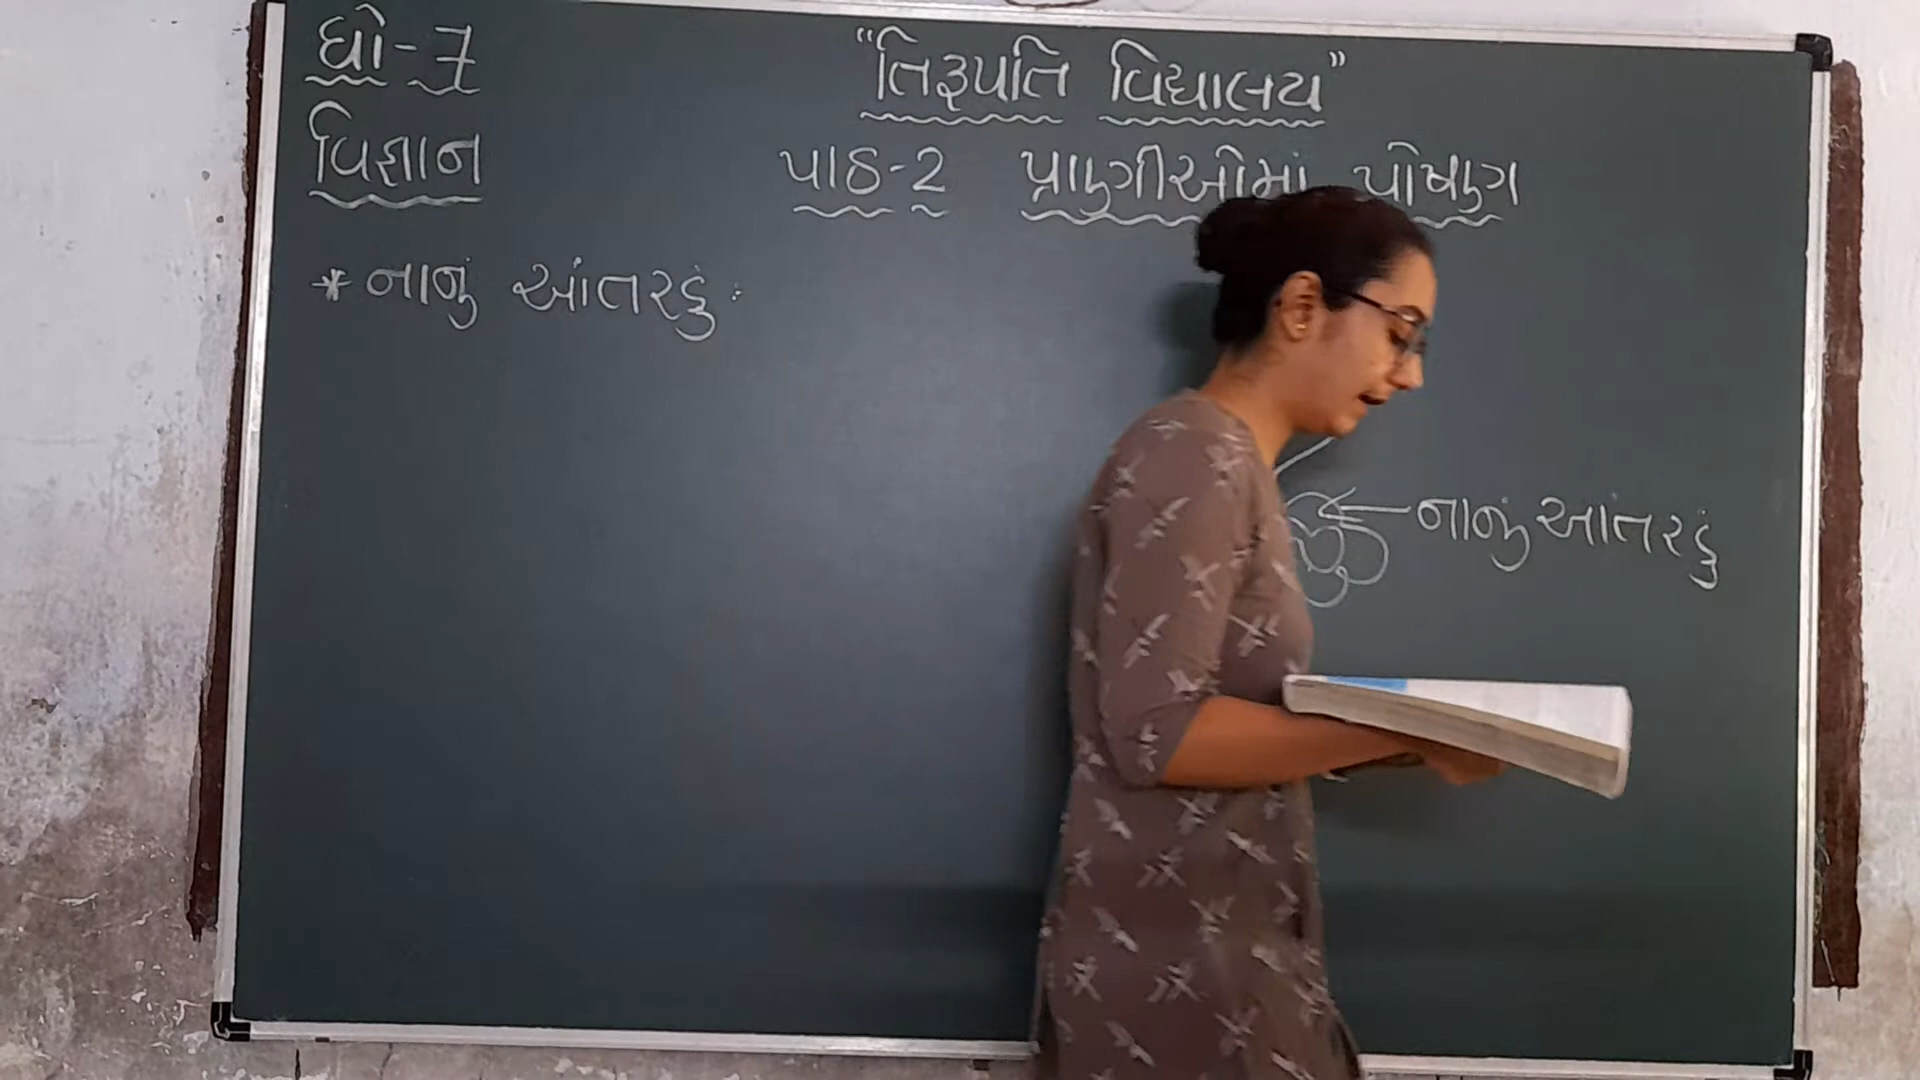 ધો-7
"તિરૂપતિ વિદ્યાલય"
વિજ્ઞાન
પાઠ-2 પ્રાણીઓમાં પોષણ
* નાનું આંતરડું:
નાનું આંતરડું